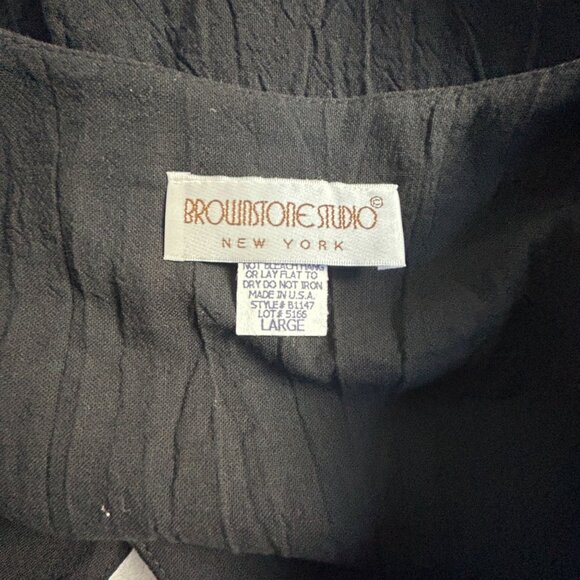 BROWNSTONE STUDIO ©
NEW YORK
NOT BLEACH HANG
OR LAY FLAT TO
DRY DO NOT IRON
MADE IN U.S.A.
STYLE# B1147
LOT# 5166
LARGE